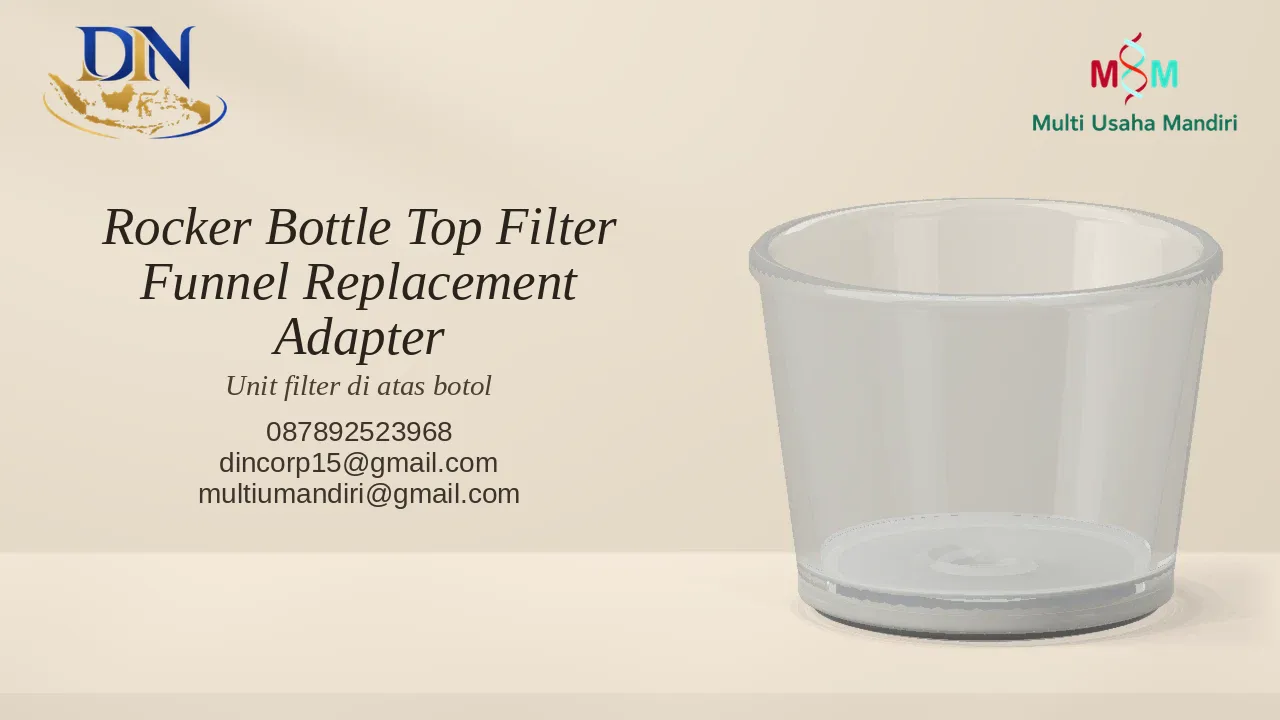 DIN
MSM
Multi Usaha Mandiri
Rocker Bottle Top Filter
Funnel Replacement
Adapter
Unit filter di atas botol
087892523968
dincorp15@gmail.com
multiumandiri@gmail.com